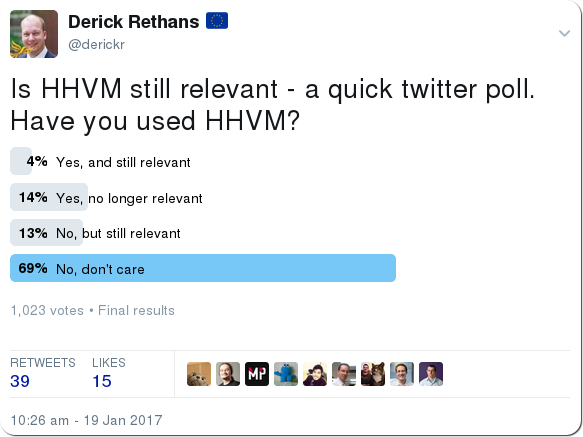 Derick Rethans
@derickr
Is HHVM still relevant - a quick twitter poll.
Have you used HHVM?
4% Yes, and still relevant
14% Yes, no longer relevant
13% No, but still relevant
69% No, don't care
1,023 votes • Final results
RETWEETS LIKES
39 15
MP
10:26 am - 19 Jan 2017